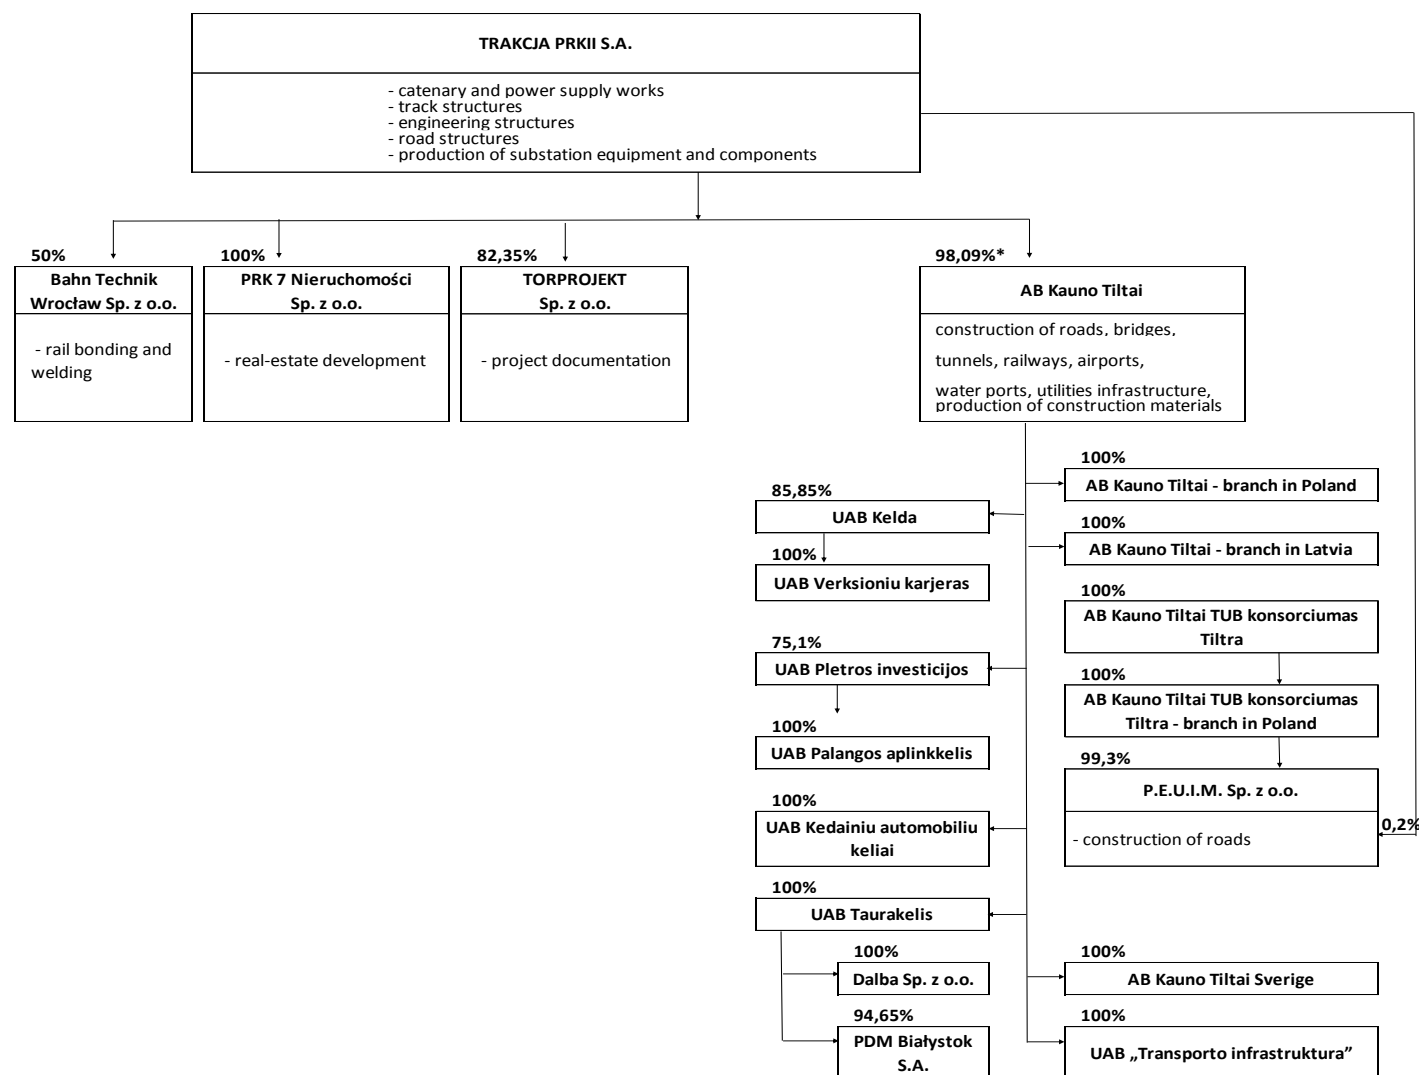 TRAKCJA PRKII S.A.
- catenary and power supply works
- track structures
- engineering structures
- road structures
- production of substation equipment and components
50%
Bahn Technik
Wrocław Sp. z o.o.
- rail bonding and
welding
100%
PRK 7 Nieruchomości
Sp. z o.o.
- real-estate development
82,35%
TORPROJEKT
Sp. z o.o.
- project documentation
98,09%*
AB Kauno Tiltai
construction of roads, bridges,
tunnels, railways, airports,
water ports, utilities infrastructure,
production of construction materials
85,85%
UAB Kelda
100%
UAB Verksioniu karjeras
75,1%
UAB Pletros investicijos
100%
UAB Palangos aplinkkelis
100%
UAB Kedainiu automobiliu
keliai
100%
UAB Taurakelis
100%
Dalba Sp. z o.o.
94,65%
PDM Białystok
S.A.
100%
AB Kauno Tiltai - branch in Poland
100%
AB Kauno Tiltai - branch in Latvia
100%
AB Kauno Tiltai TUB konsorciumas
Tiltra
100%
AB Kauno Tiltai TUB konsorciumas
Tiltra - branch in Poland
99,3%
P.E.U.I.M. Sp. z o.o.
- construction of roads
0,2%
100%
AB Kauno Tiltai Sverige
100%
UAB „Transporto infrastruktura”